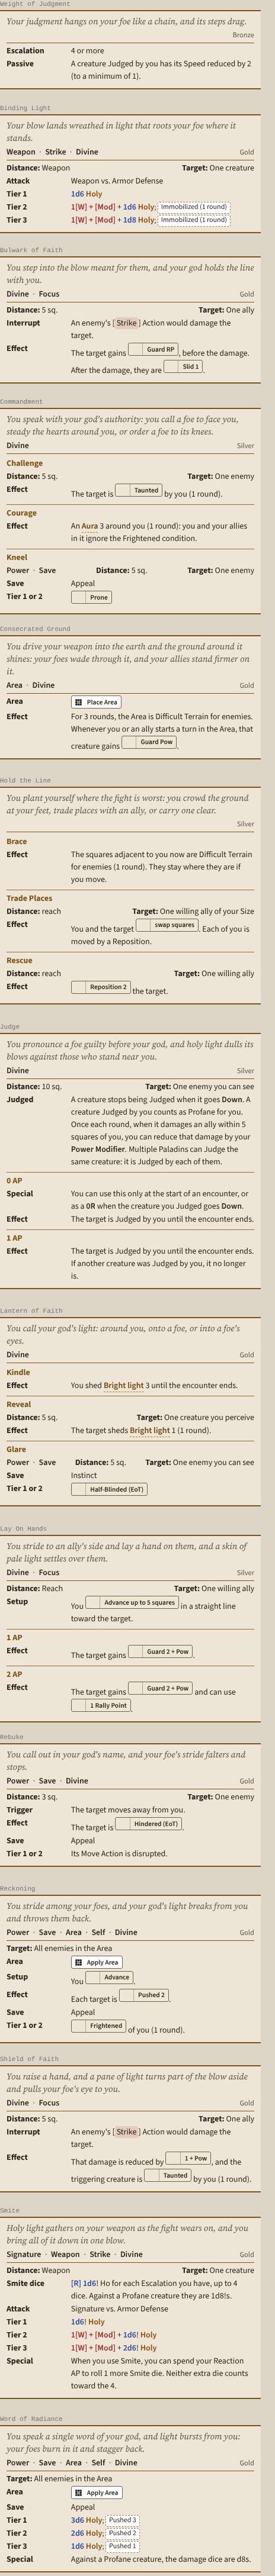 Weight of Judgment
Your judgment hangs on your foe like a chain, and its steps drag.
Bronze
Escalation 4 or more
Passive A creature Judged by you has its Speed reduced by 2
(to a minimum of 1).
Binding Light
Your blow lands wreathed in light that roots your foe where it
stands.
Weapon · Strike · Divine Gold
Distance: Weapon Target: One creature
Attack Weapon vs. Armor Defense
Tier 1 1d6 Holy
Tier 2 1[W] + [Mod] + 1d6 Holy; Immobilized (1 round)
Tier 3 1[W] + [Mod] + 1d8 Holy; Immobilized (1 round)
Bulwark of Faith
You step into the blow meant for them, and your god holds the line
with you.
Divine · Focus Gold
Distance: 5 sq. Target: One ally
Interrupt An enemy's [Strike] Action would damage the
target.
Effect The target gains Guard RP, before the damage.
After the damage, they are Slid 1.
Commandment
You speak with your god's authority: you call a foe to face you,
steady the hearts around you, or order a foe to its knees.
Divine Silver
Challenge
Distance: 5 sq. Target: One enemy
Effect The target is Taunted by you (1 round).
Courage
Effect An Aura 3 around you (1 round): you and your allies
in it ignore the Frightened condition.
Kneel
Power · Save Distance: 5 sq. Target: One enemy
Save Appeal
Tier 1 or 2 Prone
Consecrated Ground
You drive your weapon into the earth and the ground around it
shines: your foes wade through it, and your allies stand firmer on
it.
Area · Divine Gold
Area Place Area
Effect For 3 rounds, the Area is Difficult Terrain for enemies.
Whenever you or an ally starts a turn in the Area, that
creature gains Guard Pow.
Hold the Line
You plant yourself where the fight is worst: you crowd the ground
at your feet, trade places with an ally, or carry one clear.
Silver
Brace
Effect The squares adjacent to you now are Difficult Terrain
for enemies (1 round). They stay where they are if
you move.
Trade Places
Distance: reach Target: One willing ally of your Size
Effect You and the target swap squares. Each of you is
moved by a Reposition.
Rescue
Distance: reach Target: One willing ally
Effect Reposition 2 the target.
Judge
You pronounce a foe guilty before your god, and holy light dulls its
blows against those who stand near you.
Divine Silver
Distance: 10 sq. Target: One enemy you can see
Judged A creature stops being Judged when it goes Down. A
creature Judged by you counts as Profane for you.
Once each round, when it damages an ally within 5
squares of you, you can reduce that damage by your
Power Modifier. Multiple Paladins can Judge the
same creature: it is Judged by each of them.
0 AP
Special You can use this only at the start of an encounter, or
as a 0R when the creature you Judged goes Down.
Effect The target is Judged by you until the encounter ends.
1 AP
Effect The target is Judged by you until the encounter ends.
If another creature was Judged by you, it no longer
is.
Lantern of Faith
You call your god's light: around you, onto a foe, or into a foe's
eyes.
Divine Gold
Kindle
Effect You shed Bright light 3 until the encounter ends.
Reveal
Distance: 5 sq. Target: One creature you perceive
Effect The target sheds Bright light 1 (1 round).
Glare
Power · Save Distance: 5 sq. Target: One enemy you can see
Save Instinct
Tier 1 or 2 Half-Blinded (EoT)
Lay On Hands
You stride to an ally's side and lay a hand on them, and a skin of
pale light settles over them.
Divine · Focus Silver
Distance: Reach Target: One willing ally
Setup You Advance up to 5 squares in a straight line
toward the target.
1 AP
Effect The target gains Guard 2 + Pow.
2 AP
Effect The target gains Guard 2 + Pow and can use
1 Rally Point.
Rebuke
You call out in your god's name, and your foe's stride falters and
stops.
Power · Save · Divine Gold
Distance: 3 sq. Target: One enemy
Trigger The target moves away from you.
Effect The target is Hindered (EoT).
Save Appeal
Tier 1 or 2 Its Move Action is disrupted.
Reckoning
You stride among your foes, and your god's light breaks from you
and throws them back.
Power · Save · Area · Self · Divine Gold
Target: All enemies in the Area
Area Apply Area
Setup You Advance.
Effect Each target is Pushed 2.
Save Appeal
Tier 1 or 2 Frightened of you (1 round).
Shield of Faith
You raise a hand, and a pane of light turns part of the blow aside
and pulls your foe's eye to you.
Divine · Focus Gold
Distance: 5 sq. Target: One ally
Interrupt An enemy's [Strike] Action would damage the
target.
Effect That damage is reduced by 1 + Pow, and the
triggering creature is Taunted by you (1 round).
Smite
Holy light gathers on your weapon as the fight wears on, and you
bring all of it down in one blow.
Signature · Weapon · Strike · Divine Gold
Distance: Weapon Target: One creature
Smite dice [R] 1d6! Ho for each Escalation you have, up to 4
dice. Against a Profane creature they are 1d8!s.
Attack Signature vs. Armor Defense
Tier 1 1d6! Holy
Tier 2 1[W] + [Mod] + 1d6! Holy
Tier 3 1[W] + [Mod] + 2d6! Holy
Special When you use Smite, you can spend your Reaction
AP to roll 1 more Smite die. Neither extra die counts
toward the 4.
Word of Radiance
You speak a single word of your god, and light bursts from you:
your foes burn in it and stagger back.
Power · Save · Area · Self · Divine Gold
Target: All enemies in the Area
Area Apply Area
Save Appeal
Tier 1 3d6 Holy; Pushed 3
Tier 2 2d6 Holy; Pushed 2
Tier 3 1d6 Holy; Pushed 1
Special Against a Profane creature, the damage dice are d8s.